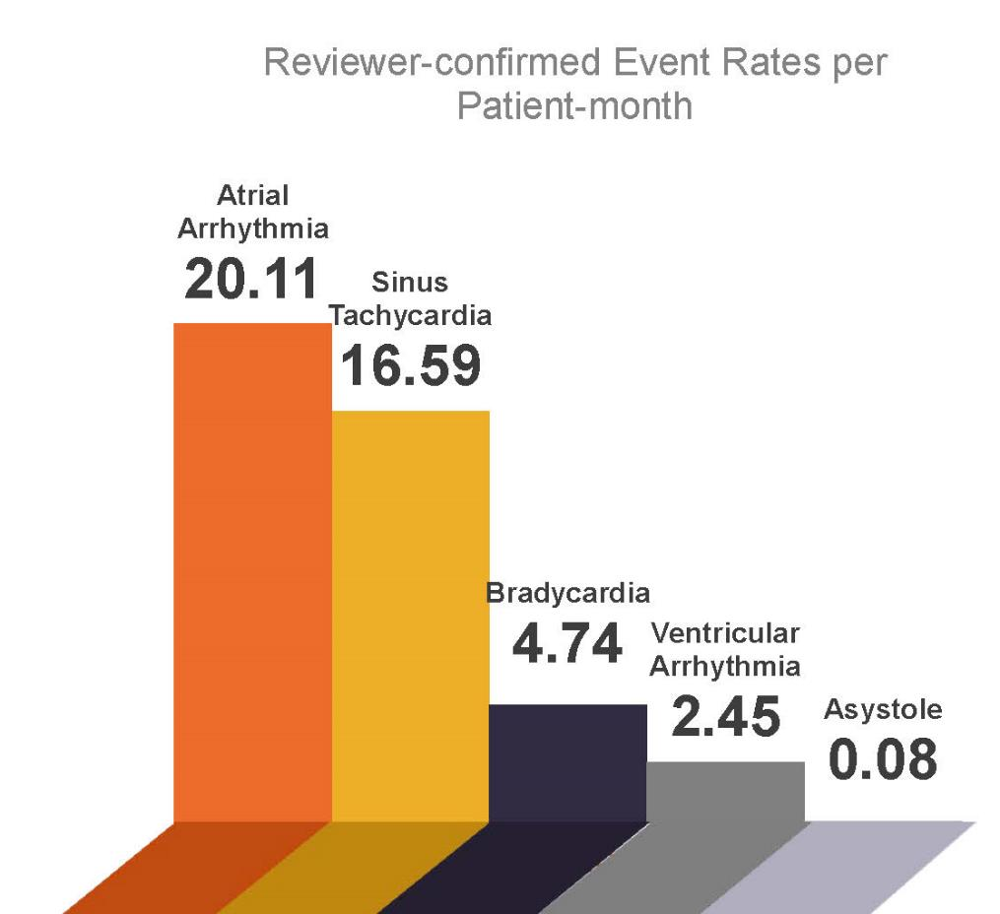 Reviewer-confirmed Event Rates per
Patient-month
Atrial
Arrhythmia
20.11
Sinus
Tachycardia
16.59
Bradycardia
4.74
Ventricular
Arrhythmia
2.45
Asystole
0.08